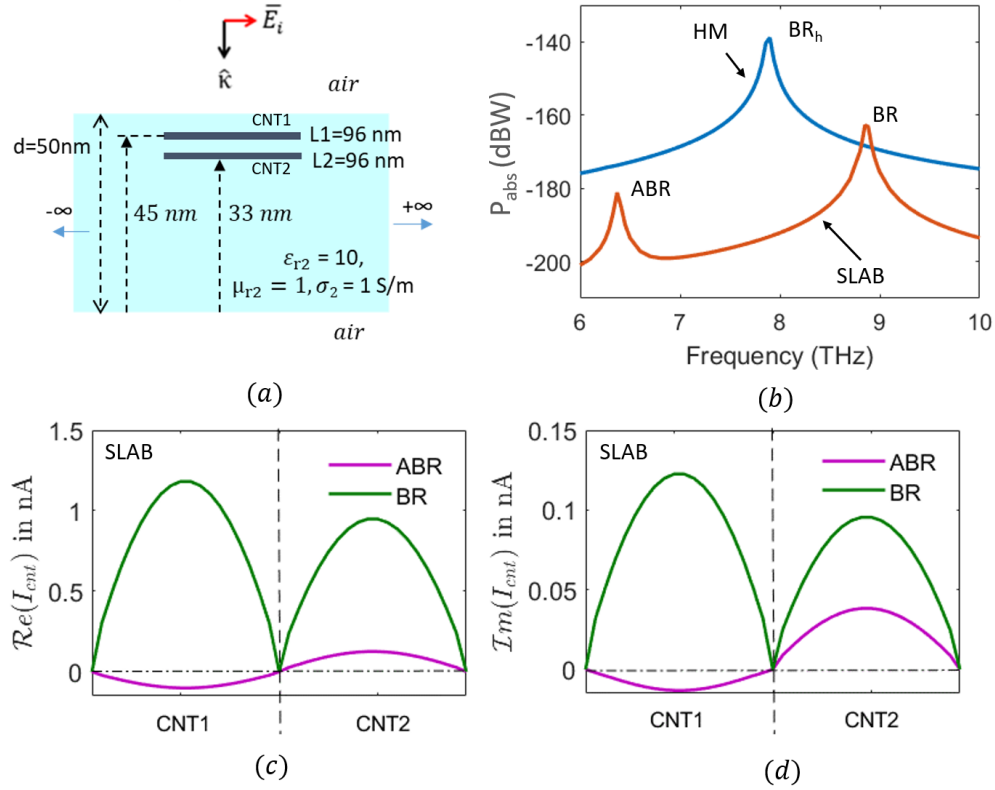 E̅ᵢ
κ̂
air
CNT1
L1=96 nm
d=50nm
CNT2
L2=96 nm
-∞
45 nm
33 nm
+∞
εr2 = 10,
μr2 = 1, σ2 = 1 S/m
air
(a)
-140
-160
-180
-200
Pabs (dBW)
HM
BRh
BR
ABR
SLAB
6
7
8
9
10
Frequency (THz)
(b)
1.5
1
0.5
0
Re(Icnt) in nA
SLAB
ABR
BR
CNT1
CNT2
(c)
0.15
0.1
0.05
0
Im(Icnt) in nA
SLAB
ABR
BR
CNT1
CNT2
(d)